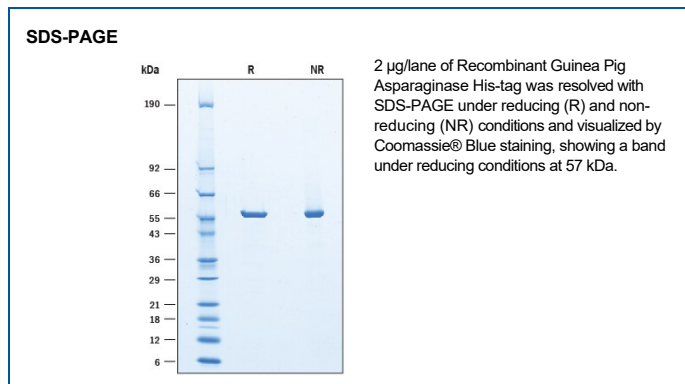 SDS-PAGE
kDa R NR
190
92
66
55
43
36
29
21
18
12
6
2 µg/lane of Recombinant Guinea Pig
Asparaginase His-tag was resolved with
SDS-PAGE under reducing (R) and non-
reducing (NR) conditions and visualized by
Coomassie® Blue staining, showing a band
under reducing conditions at 57 kDa.